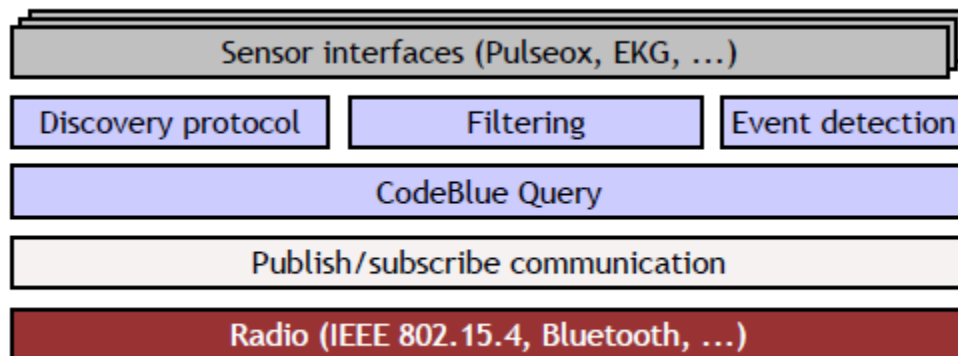 Sensor interfaces (Pulseox, EKG, ...)
Discovery protocol
Filtering
Event detection
CodeBlue Query
Publish/subscribe communication
Radio (IEEE 802.15.4, Bluetooth, ...)